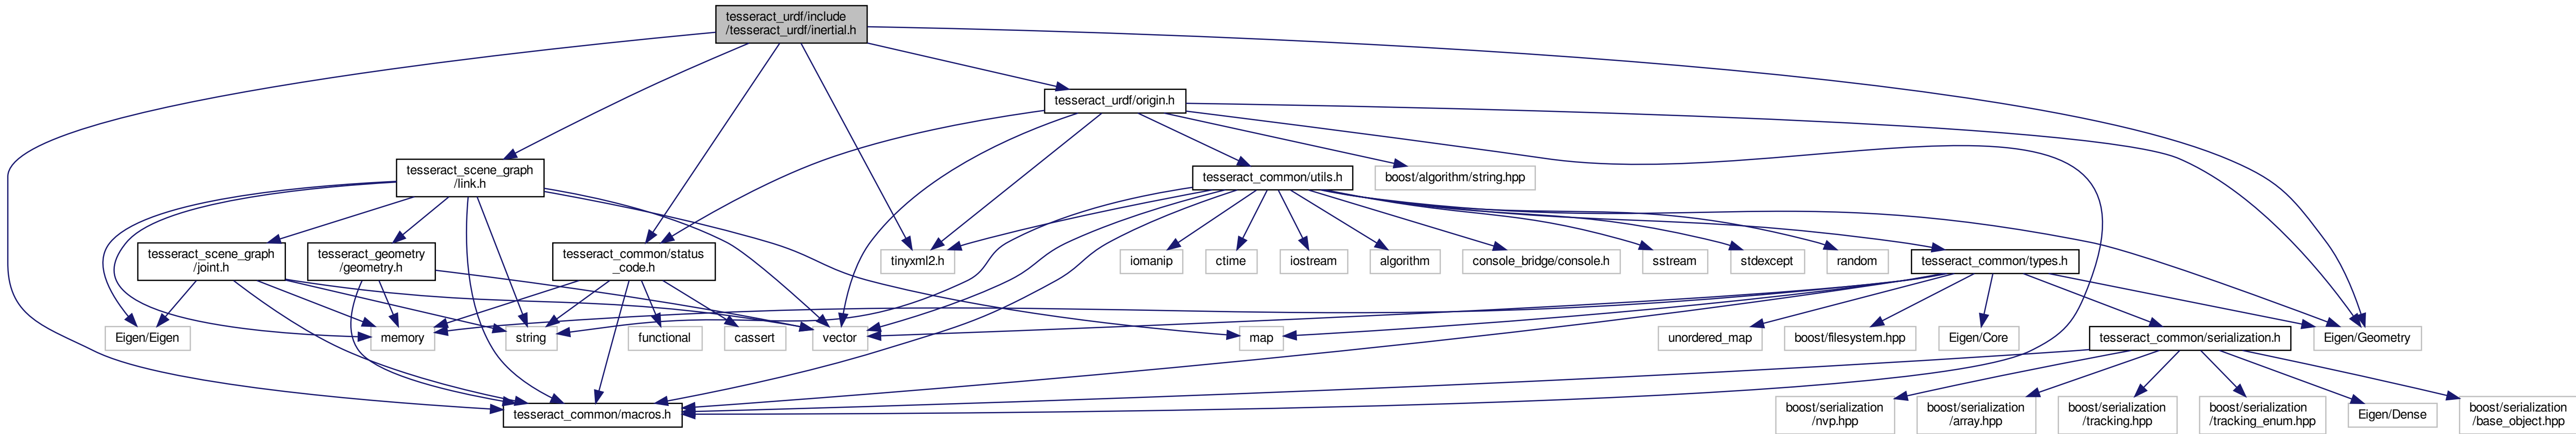 tesseract_urdf/include
/tesseract_urdf/inertial.h
tesseract_urdf/origin.h
tesseract_scene_graph
/link.h
tesseract_common/utils.h
boost/algorithm/string.hpp
tesseract_scene_graph
/joint.h
tesseract_geometry
/geometry.h
tesseract_common/status
_code.h
tinyxml2.h
iomanip
ctime
iostream
algorithm
console_bridge/console.h
sstream
stdexcept
random
tesseract_common/types.h
Eigen/Eigen
memory
string
functional
cassert
vector
map
unordered_map
boost/filesystem.hpp
Eigen/Core
tesseract_common/serialization.h
Eigen/Geometry
tesseract_common/macros.h
boost/serialization
/nvp.hpp
boost/serialization
/array.hpp
boost/serialization
/tracking.hpp
boost/serialization
/tracking_enum.hpp
Eigen/Dense
boost/serialization
/base_object.hpp